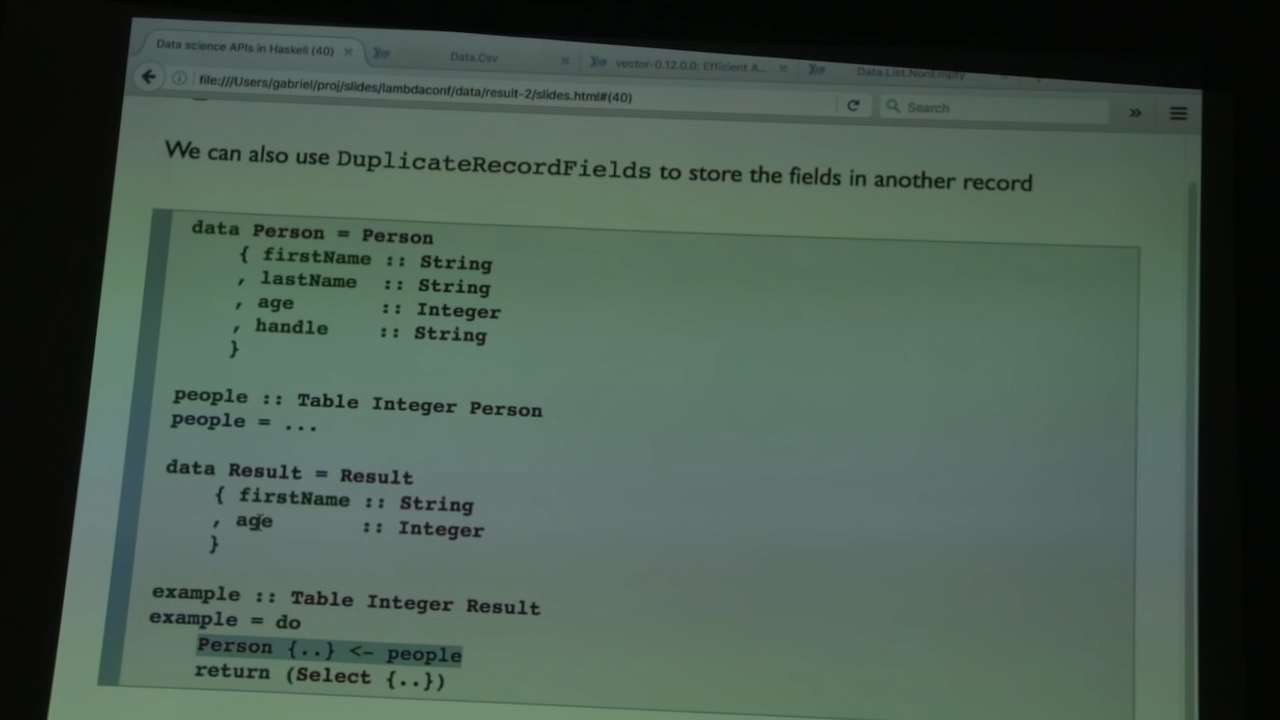 Data science APIs in Haskell (40)
Data.Csv
vector-0.12.0.0: Efficient A...
Data.List.NonEmpty
file:///Users/gabriel/proj/slides/lambdaconf/data/result-2/slides.html#(40)
Search
We can also use DuplicateRecordFields to store the fields in another record
data Person = Person
{ firstName :: String
, lastName :: String
, age :: Integer
, handle :: String
}
people :: Table Integer Person
people = ...
data Result = Result
{ firstName :: String
, age :: Integer
}
example :: Table Integer Result
example = do
Person {..} <- people
return (Select {..})